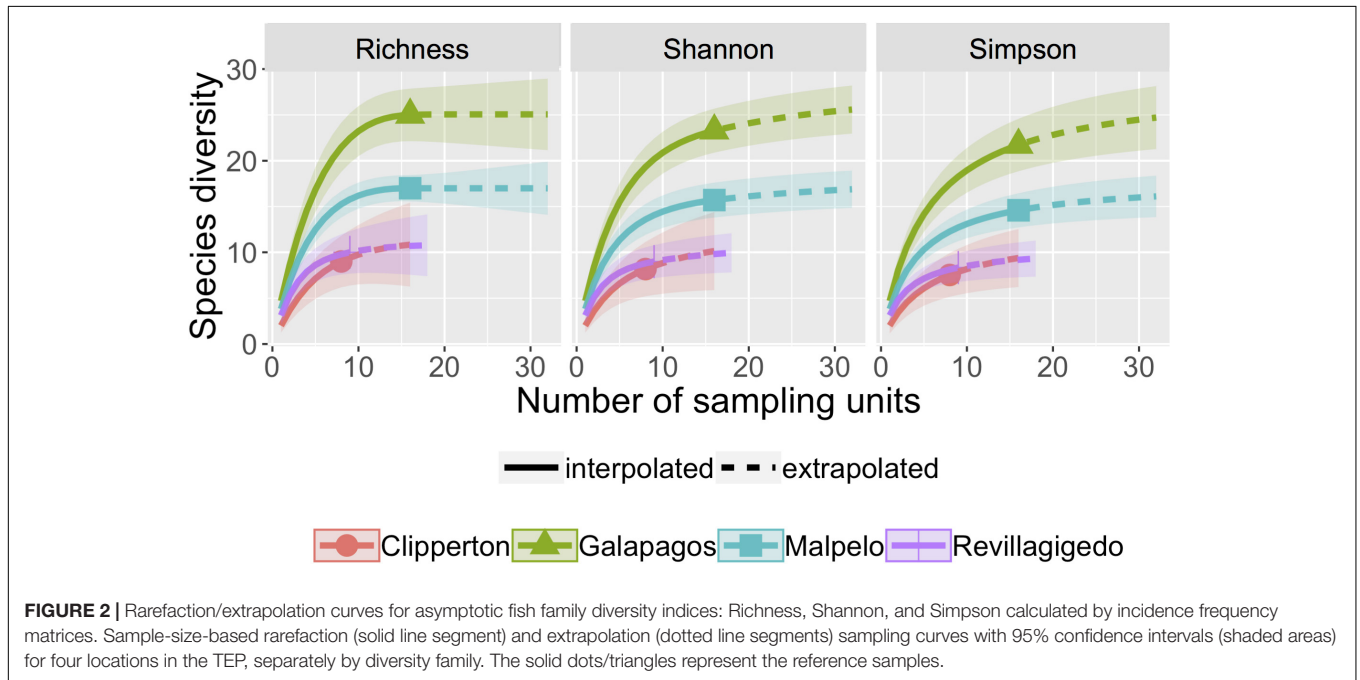 Richness Shannon Simpson
30
20
10
0
Species diversity
0 10 20 30 0 10 20 30 0 10 20 30
Number of sampling units
interpolated extrapolated
Clipperton Galapagos Malpelo Revillagigedo
FIGURE 2 | Rarefaction/extrapolation curves for asymptotic fish family diversity indices: Richness, Shannon, and Simpson calculated by incidence frequency
matrices. Sample-size-based rarefaction (solid line segment) and extrapolation (dotted line segments) sampling curves with 95% confidence intervals (shaded areas)
for four locations in the TEP, separately by diversity family. The solid dots/triangles represent the reference samples.